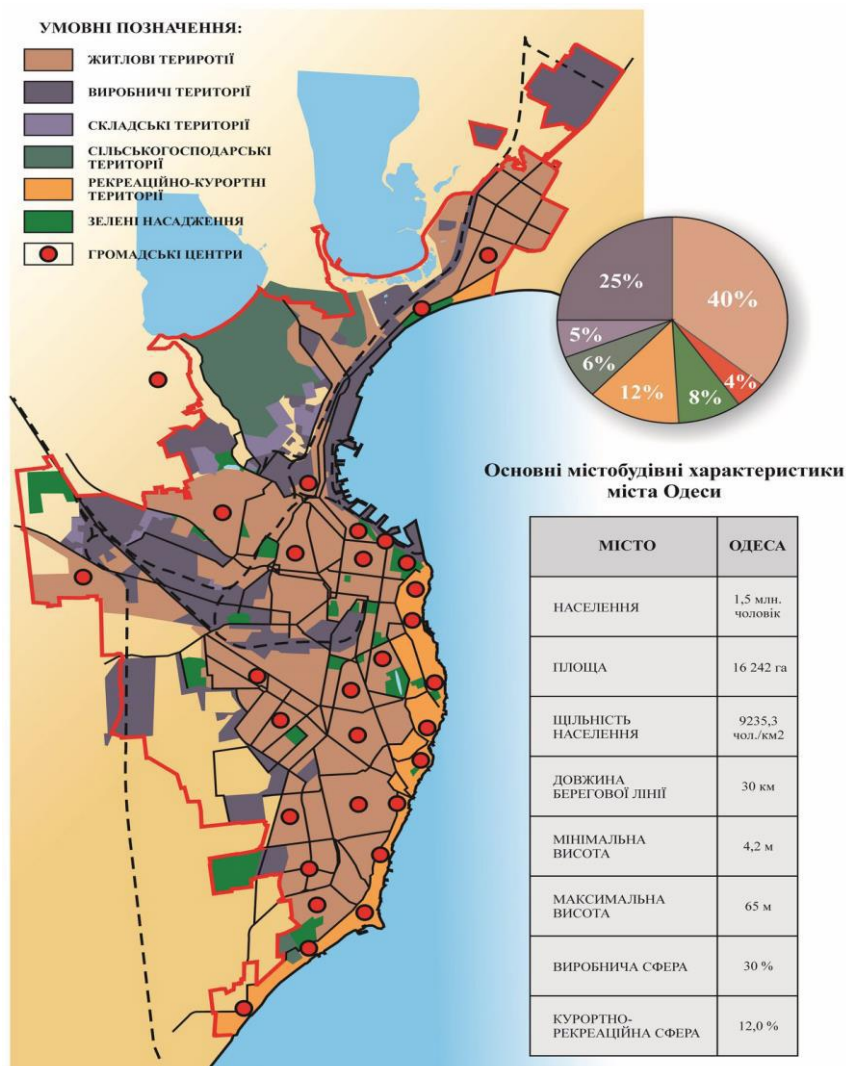 УМОВНІ ПОЗНАЧЕННЯ:
ЖИТЛОВІ ТЕРИРОТІЇ
ВИРОБНИЧІ ТЕРИТОРІЇ
СКЛАДСЬКІ ТЕРИТОРІЇ
СІЛЬСЬКОГОСПОДАРСЬКІ
ТЕРИТОРІЇ
РЕКРЕАЦІЙНО-КУРОРТНІ
ТЕРИТОРІЇ
ЗЕЛЕНІ НАСАДЖЕННЯ
ГРОМАДСЬКІ ЦЕНТРИ
25%
40%
5%
6%
12%
8%
4%
Основні містобудівні характеристики
міста Одеси
МІСТО ОДЕСА
НАСЕЛЕННЯ 1,5 млн.
чоловік
ПЛОЩА 16 242 га
ЩІЛЬНІСТЬ
НАСЕЛЕННЯ
9235,3
чол./км2
ДОВЖИНА
БЕРЕГОВОЇ ЛІНІЇ
30 км
МІНІМАЛЬНА
ВИСОТА
4,2 м
МАКСИМАЛЬНА
ВИСОТА
65 м
ВИРОБНИЧА СФЕРА 30 %
КУРОРТНО-
РЕКРЕАЦІЙНА СФЕРА
12,0 %